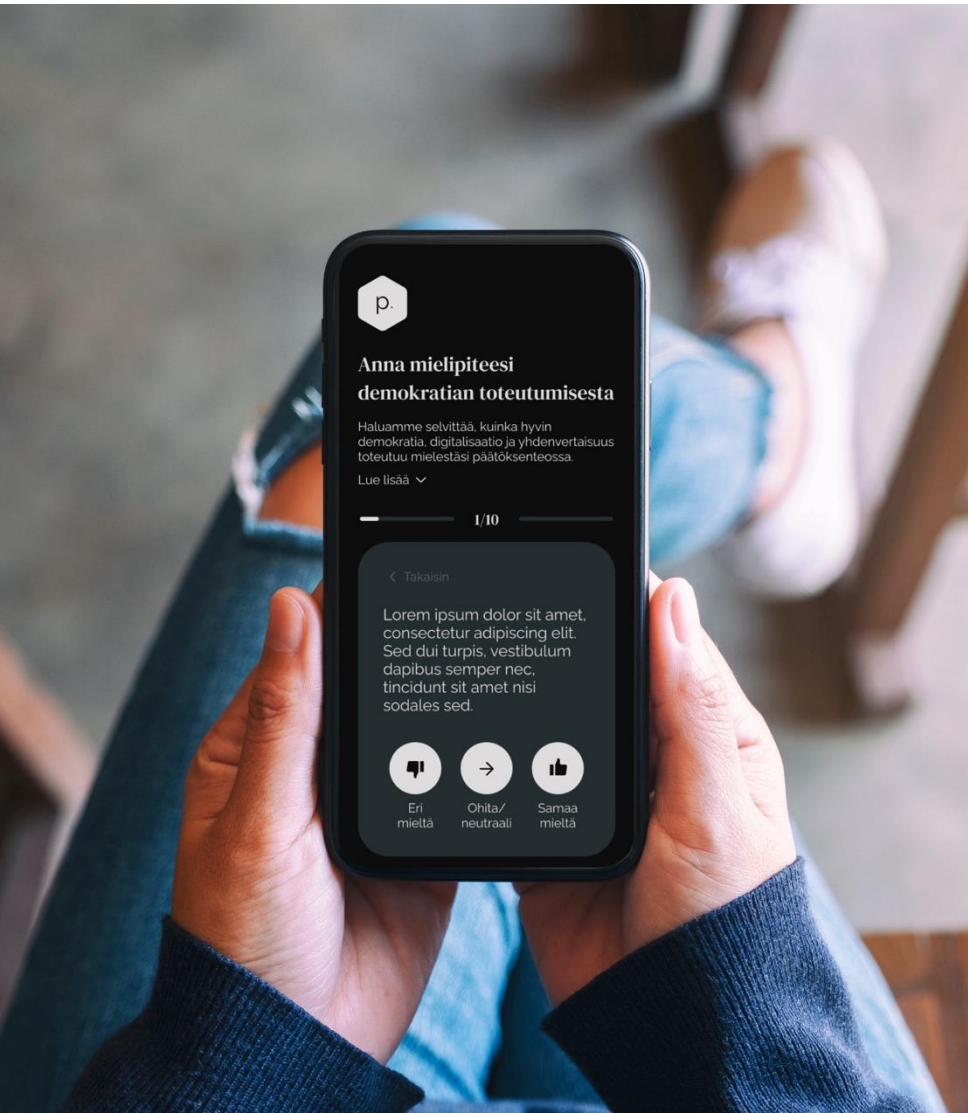 p.
Anna mielipiteesi
demokratian toteutumisesta
Haluamme selvittää, kuinka hyvin
demokratia, digitalisaatio ja yhdenvertaisuus
toteutuu mielestäsi päätöksenteossa.
Lue lisää
1/10
Takaisin
Lorem ipsum dolor sit amet,
consectetur adipiscing elit.
Sed dui turpis, vestibulum
dapibus semper nec,
tincidunt sit amet nisi
sodales sed.
Eri
mieltä
Ohita/
neutraali
Samaa
mieltä